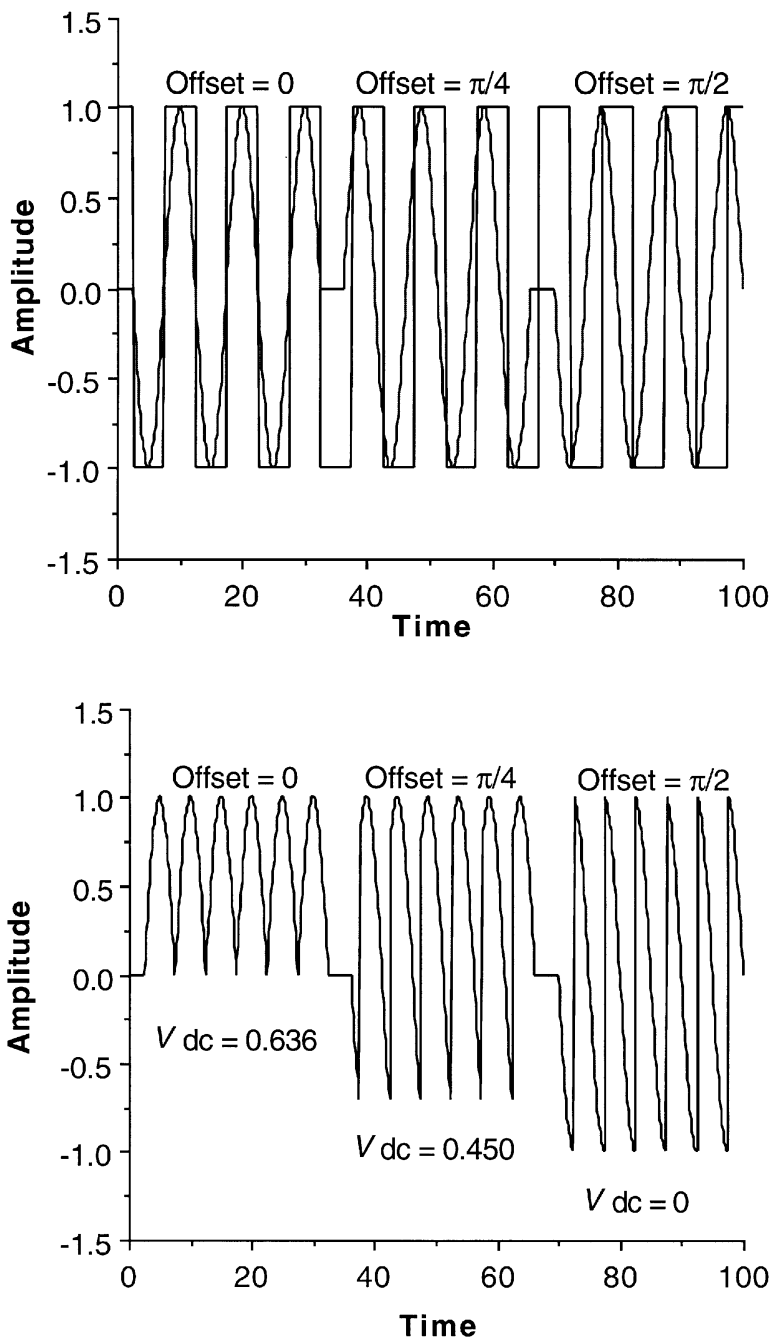 1.5
Offset = 0 Offset = π/4 Offset = π/2
1.0
0.5
0.0
-0.5
-1.0
-1.5
Amplitude
0 20 40 60 80 100
Time
1.5
Offset = 0 Offset = π/4 Offset = π/2
1.0
0.5
0.0
V dc = 0.636
-0.5
-1.0
V dc = 0.450
V dc = 0
-1.5
Amplitude
0 20 40 60 80 100
Time